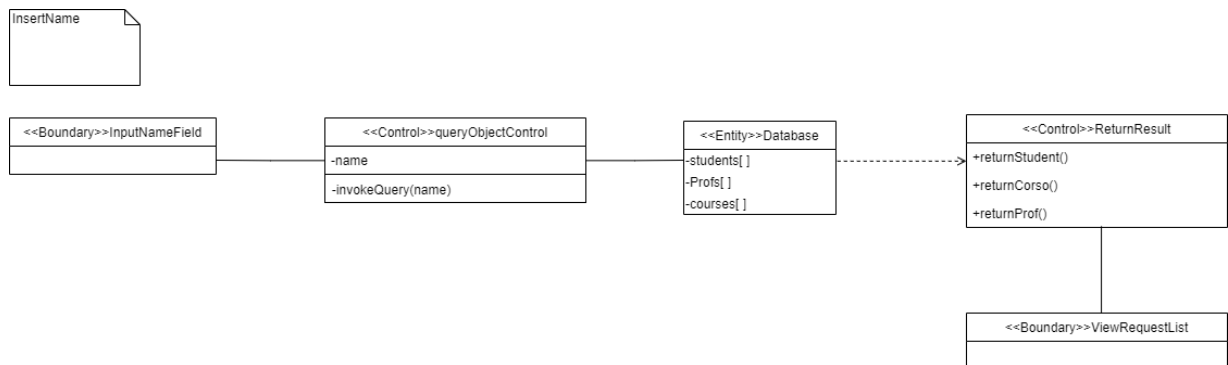 InsertName
<<Boundary>>InputNameField
<<Control>>queryObjectControl
-name
-invokeQuery(name)
<<Entity>>Database
-students[ ]
-Profs[ ]
-courses[ ]
<<Control>>ReturnResult
+returnStudent()
+returnCorso()
+returnProf()
<<Boundary>>ViewRequestList